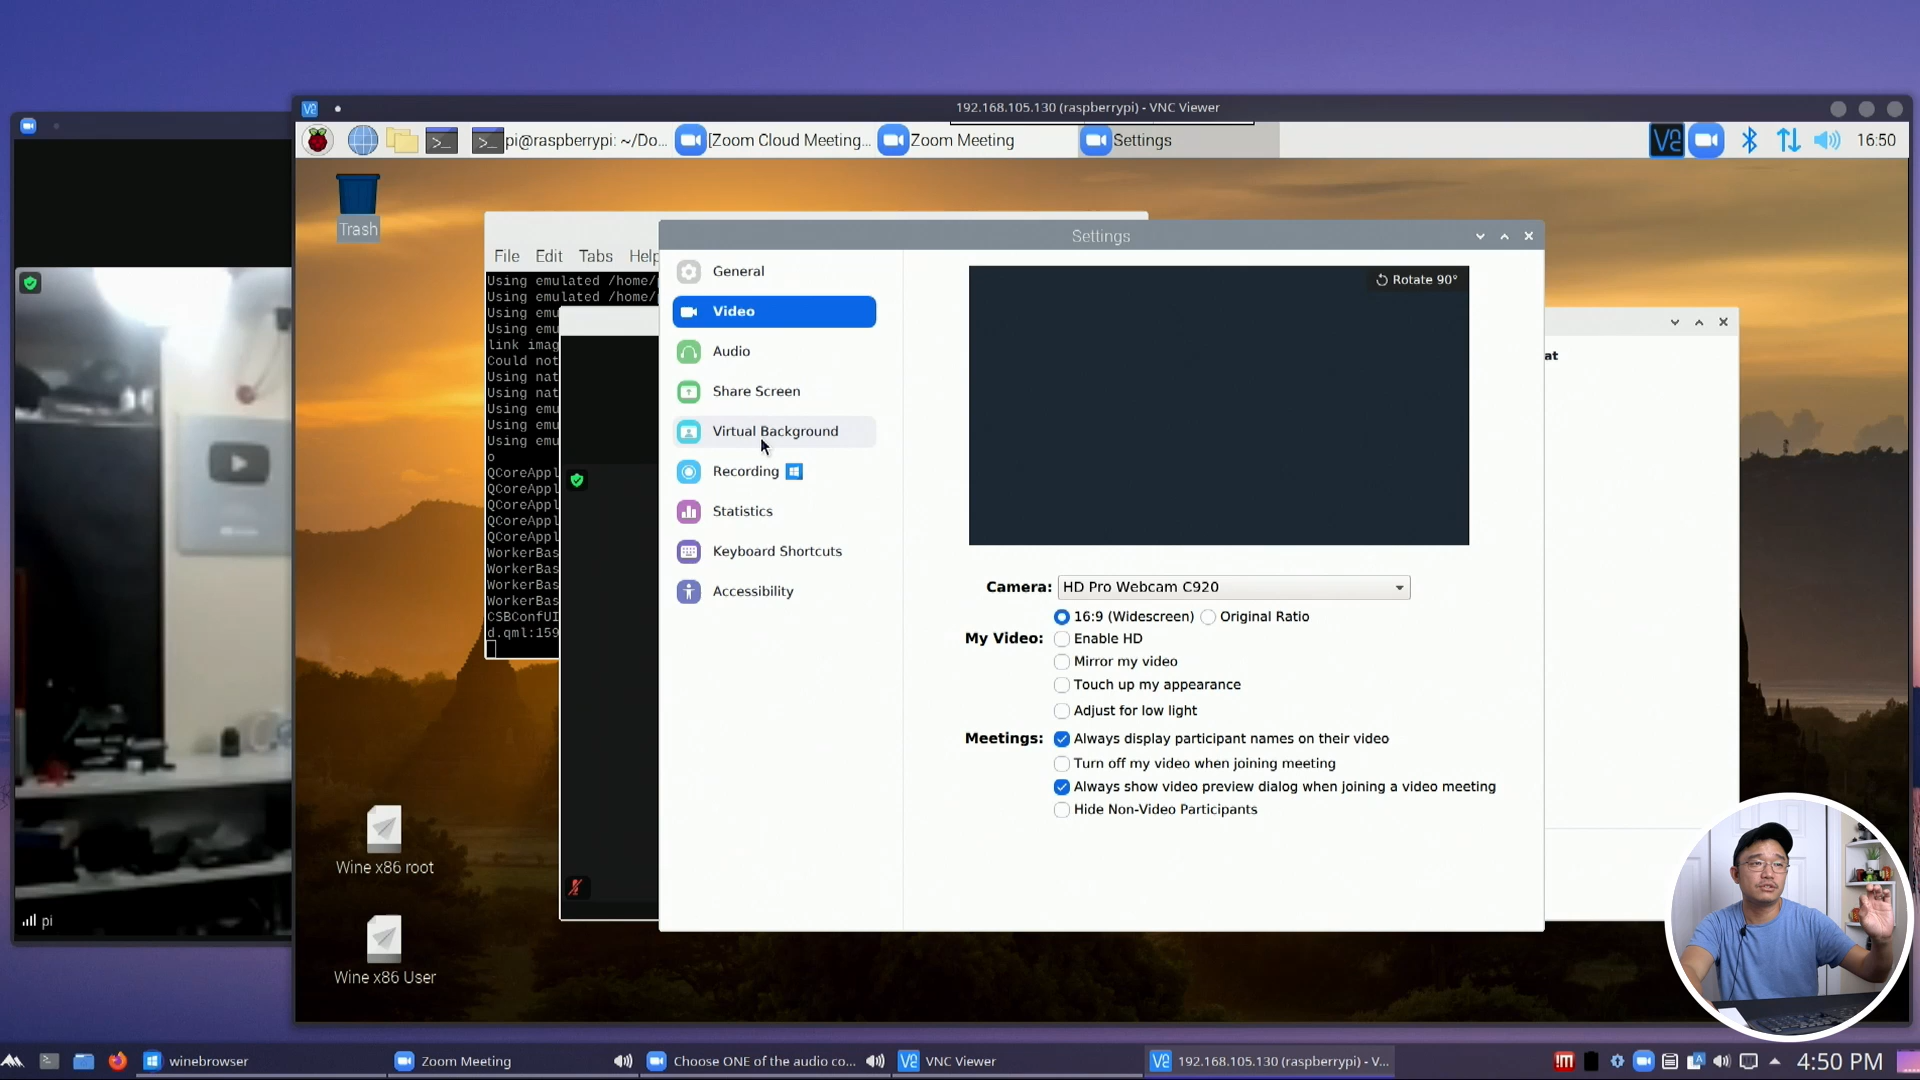 192.168.105.130 (raspberrypi) - VNC Viewer
pi@raspberrypi: ~/Do...
[Zoom Cloud Meeting...
Zoom Meeting
Settings
16:50
Trash
File Edit Tabs Help
Settings
Using emulated /home/
Using emulated /home/
Using emu
Using emu
link imag
Could not
Using nat
Using nat
Using emu
Using emu
Using emu
o
QCoreAppl
QCoreAppl
QCoreAppl
QCoreAppl
QCoreAppl
WorkerBas
WorkerBas
WorkerBas
WorkerBas
CSBConfUI
d.qml:159
General
Video
Audio
Share Screen
Virtual Background
Recording
Statistics
Keyboard Shortcuts
Accessibility
Rotate 90°
at
Camera: HD Pro Webcam C920
16:9 (Widescreen) Original Ratio
My Video: Enable HD
Mirror my video
Touch up my appearance
Adjust for low light
Meetings: Always display participant names on their video
Turn off my video when joining meeting
Always show video preview dialog when joining a video meeting
Hide Non-Video Participants
Wine x86 root
Wine x86 User
pi
winebrowser
Zoom Meeting
Choose ONE of the audio co...
VNC Viewer
192.168.105.130 (raspberrypi) - V...
4:50 PM